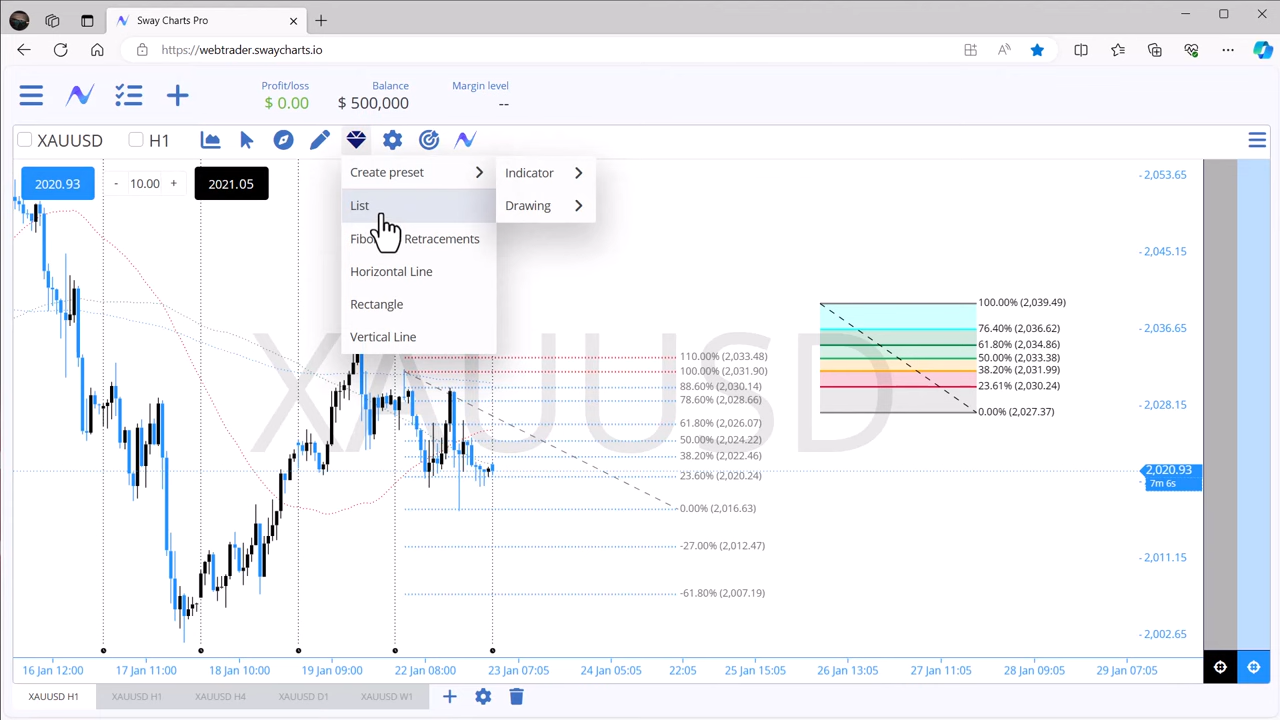 Sway Charts Pro
https://webtrader.swaycharts.io
Profit/loss
$ 0.00
Balance
$ 500,000
Margin level
--
XAUUSD
H1
2020.93
- 10.00 +
2021.05
Create preset
List
Fibo Retracements
Horizontal Line
Rectangle
Vertical Line
Indicator
Drawing
XAUUSD
110.00% (2,033.48)
100.00% (2,031.90)
88.60% (2,030.14)
78.60% (2,028.66)
61.80% (2,026.07)
50.00% (2,024.22)
38.20% (2,022.46)
23.60% (2,020.24)
0.00% (2,016.63)
-27.00% (2,012.47)
-61.80% (2,007.19)
100.00% (2,039.49)
76.40% (2,036.62)
61.80% (2,034.86)
50.00% (2,033.38)
38.20% (2,031.99)
23.61% (2,030.24)
0.00% (2,027.37)
2,053.65
2,045.15
2,036.65
2,028.15
2,020.93
7m 6s
2,011.15
2,002.65
16 Jan 12:00
17 Jan 11:00
18 Jan 10:00
19 Jan 09:00
22 Jan 08:00
23 Jan 07:05
24 Jan 05:05
22:05
25 Jan 15:05
26 Jan 13:05
27 Jan 11:05
28 Jan 09:05
29 Jan 07:05
XAUUSD H1
XAUUSD H1
XAUUSD H4
XAUUSD D1
XAUUSD W1